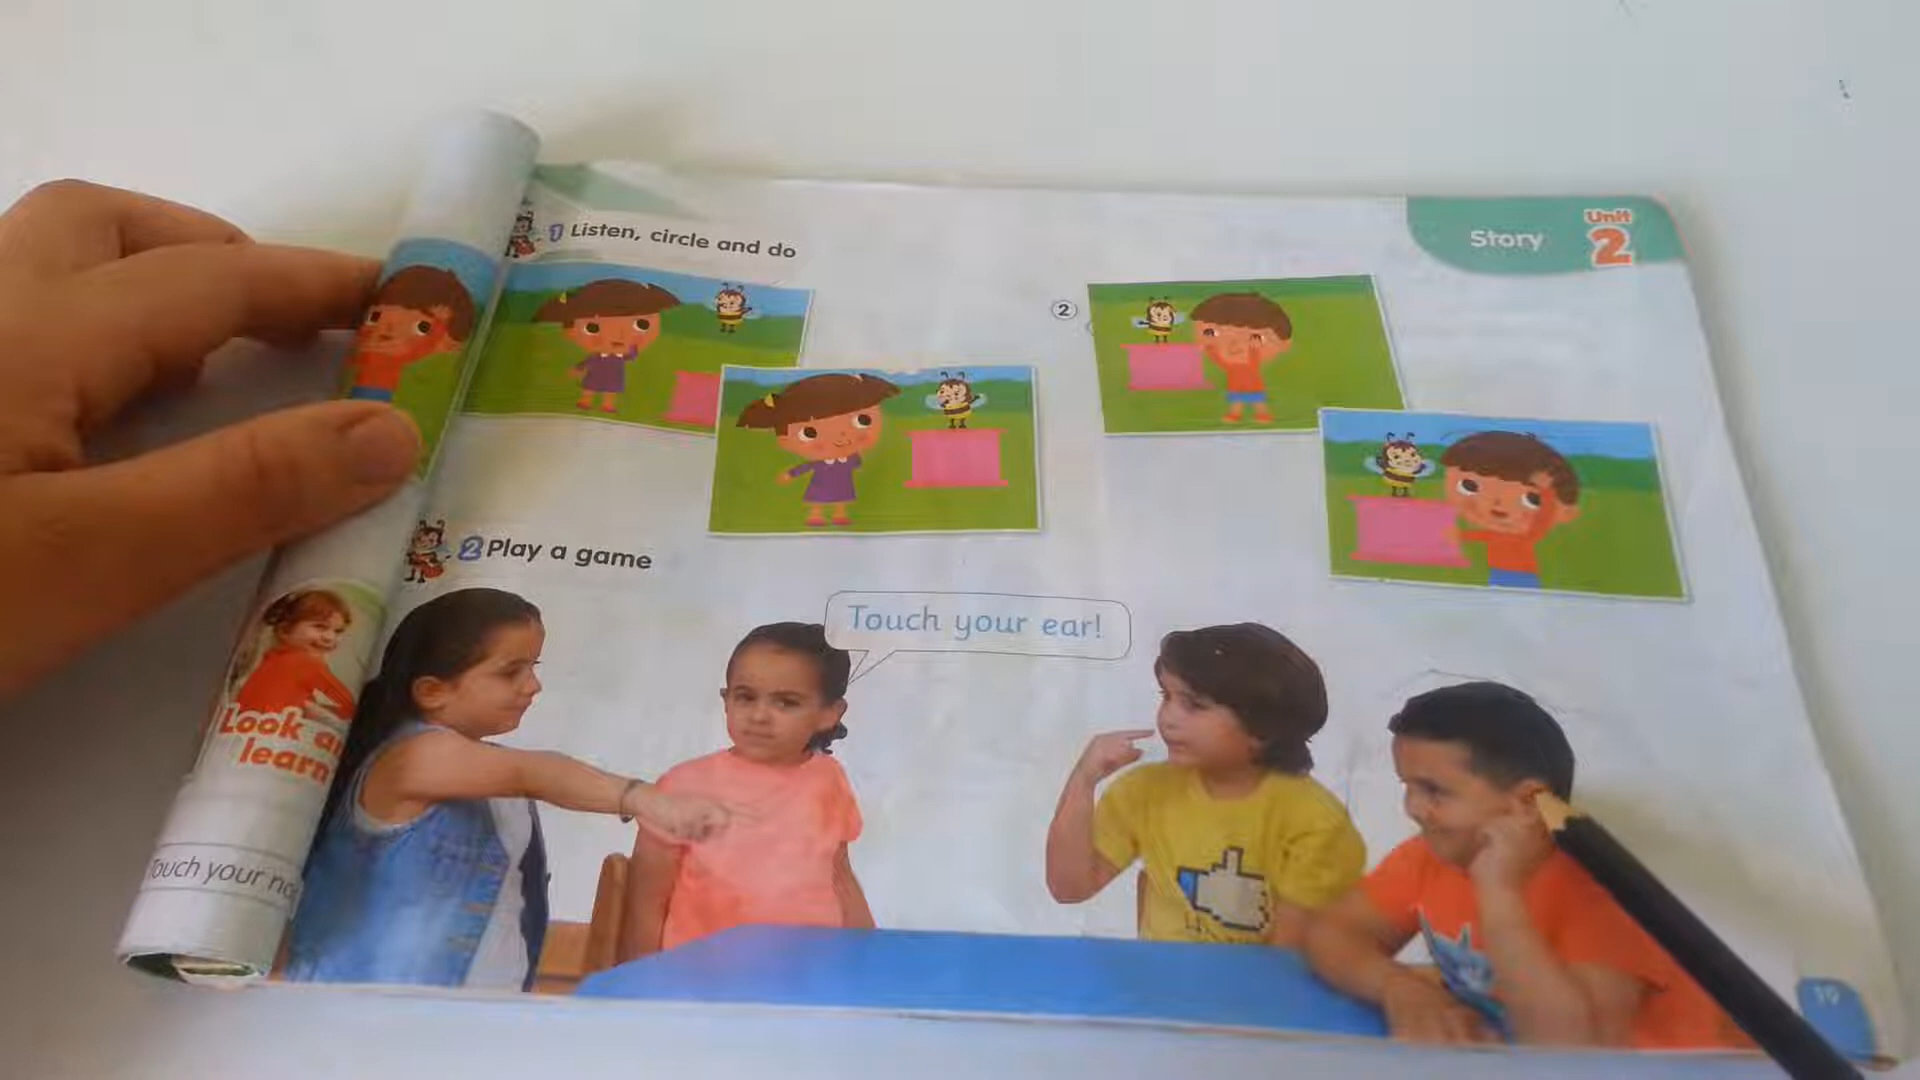 1 Listen, circle and do
Story
Unit
2
2
2 Play a game
Touch your ear!
Look
learn
Touch your
19